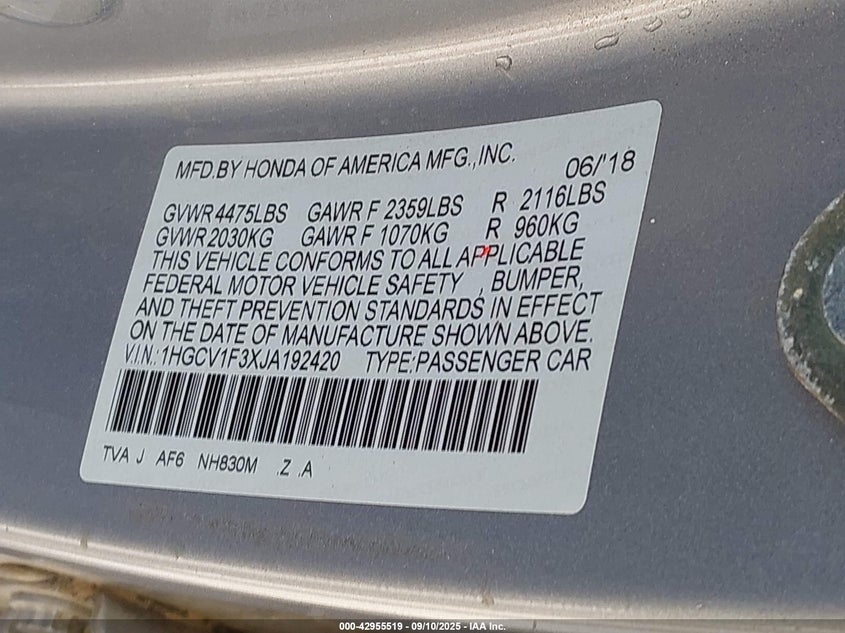 MFD.BY HONDA OF AMERICA MFG.,INC. 06/'18
GVWR 4475LBS GAWR F 2359LBS R 2116LBS
GVWR 2030KG GAWR F 1070KG R 960KG
THIS VEHICLE CONFORMS TO ALL APPLICABLE
FEDERAL MOTOR VEHICLE SAFETY , BUMPER,
AND THEFT PREVENTION STANDARDS IN EFFECT
ON THE DATE OF MANUFACTURE SHOWN ABOVE.
V.I.N.:1HGCV1F3XJA192420 TYPE:PASSENGER CAR
TVA J AF6 NH830M .Z .A
000-42955519 - 09/10/2025 - IAA Inc.